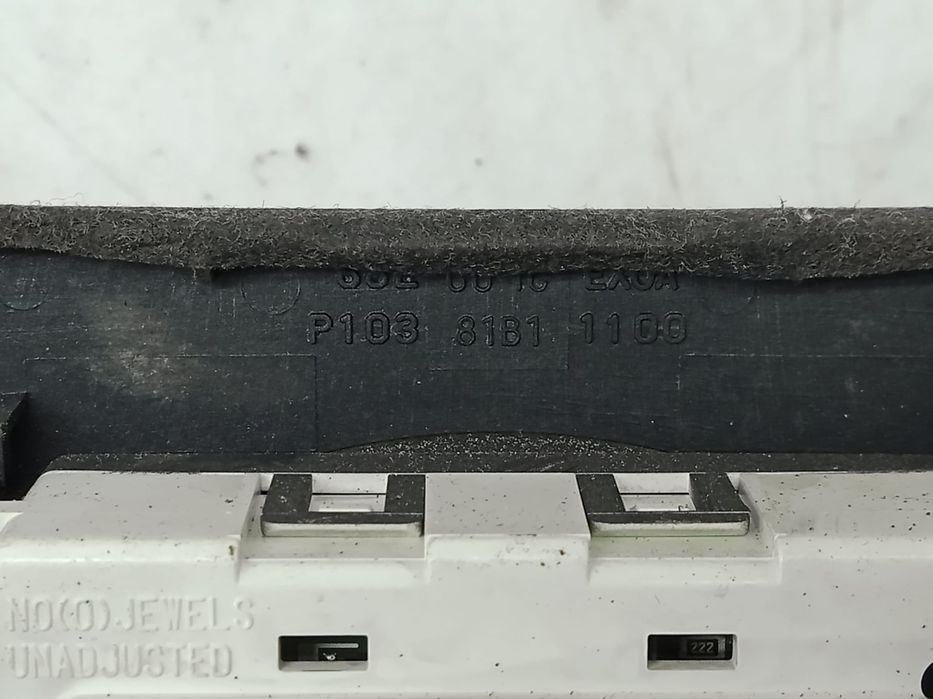 P103 81B1 1100
NO(0)JEWELS
UNADJUSTED
222